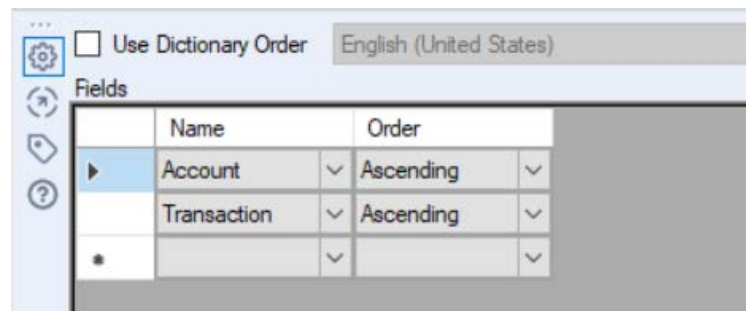 Use Dictionary Order English (United States)
Fields
Name Order
Account Ascending
Transaction Ascending